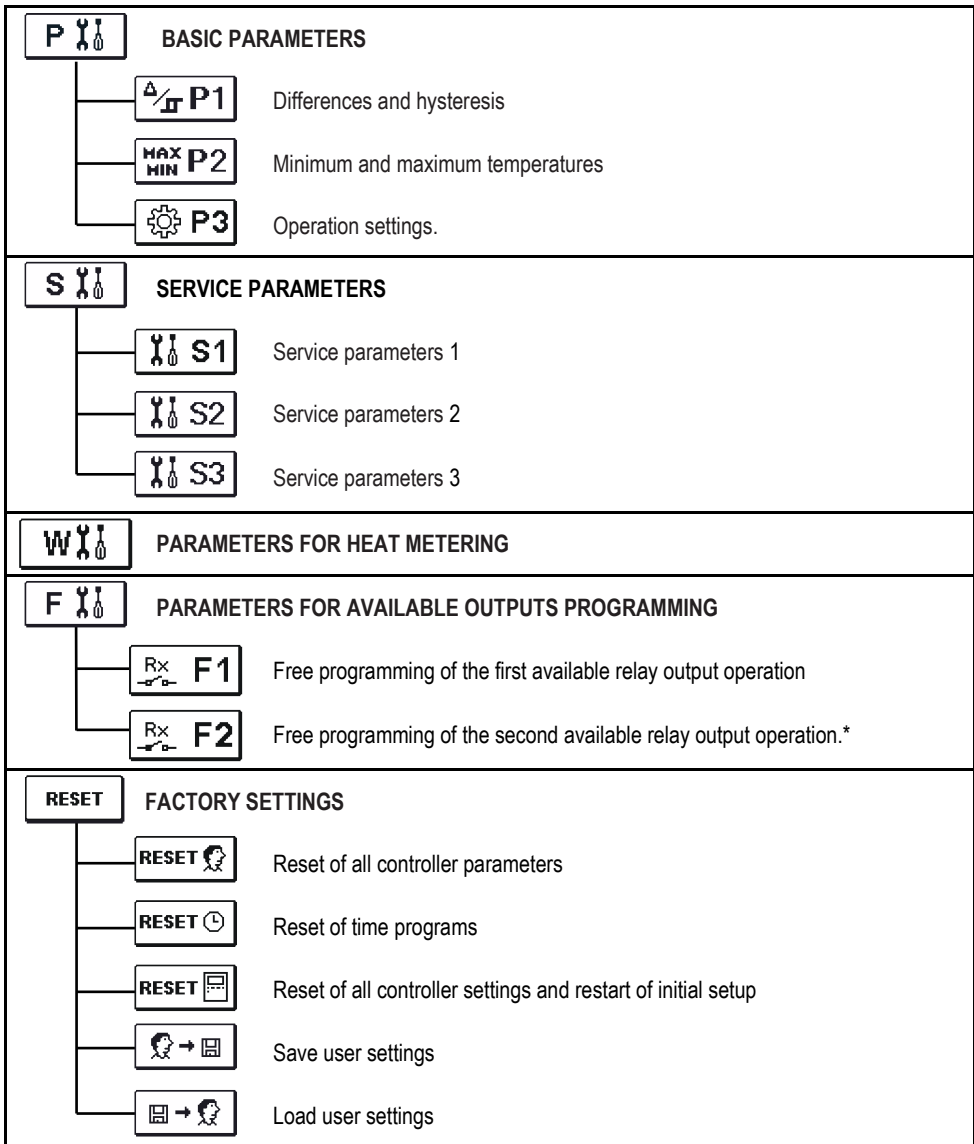 P BASIC PARAMETERS
Δ/ P1 Differences and hysteresis
MAX MIN P2 Minimum and maximum temperatures
P3 Operation settings.
S SERVICE PARAMETERS
S1 Service parameters 1
S2 Service parameters 2
S3 Service parameters 3
W PARAMETERS FOR HEAT METERING
F PARAMETERS FOR AVAILABLE OUTPUTS PROGRAMMING
Rx F1 Free programming of the first available relay output operation
Rx F2 Free programming of the second available relay output operation.*
RESET FACTORY SETTINGS
RESET Reset of all controller parameters
RESET Reset of time programs
RESET Reset of all controller settings and restart of initial setup
Save user settings
Load user settings